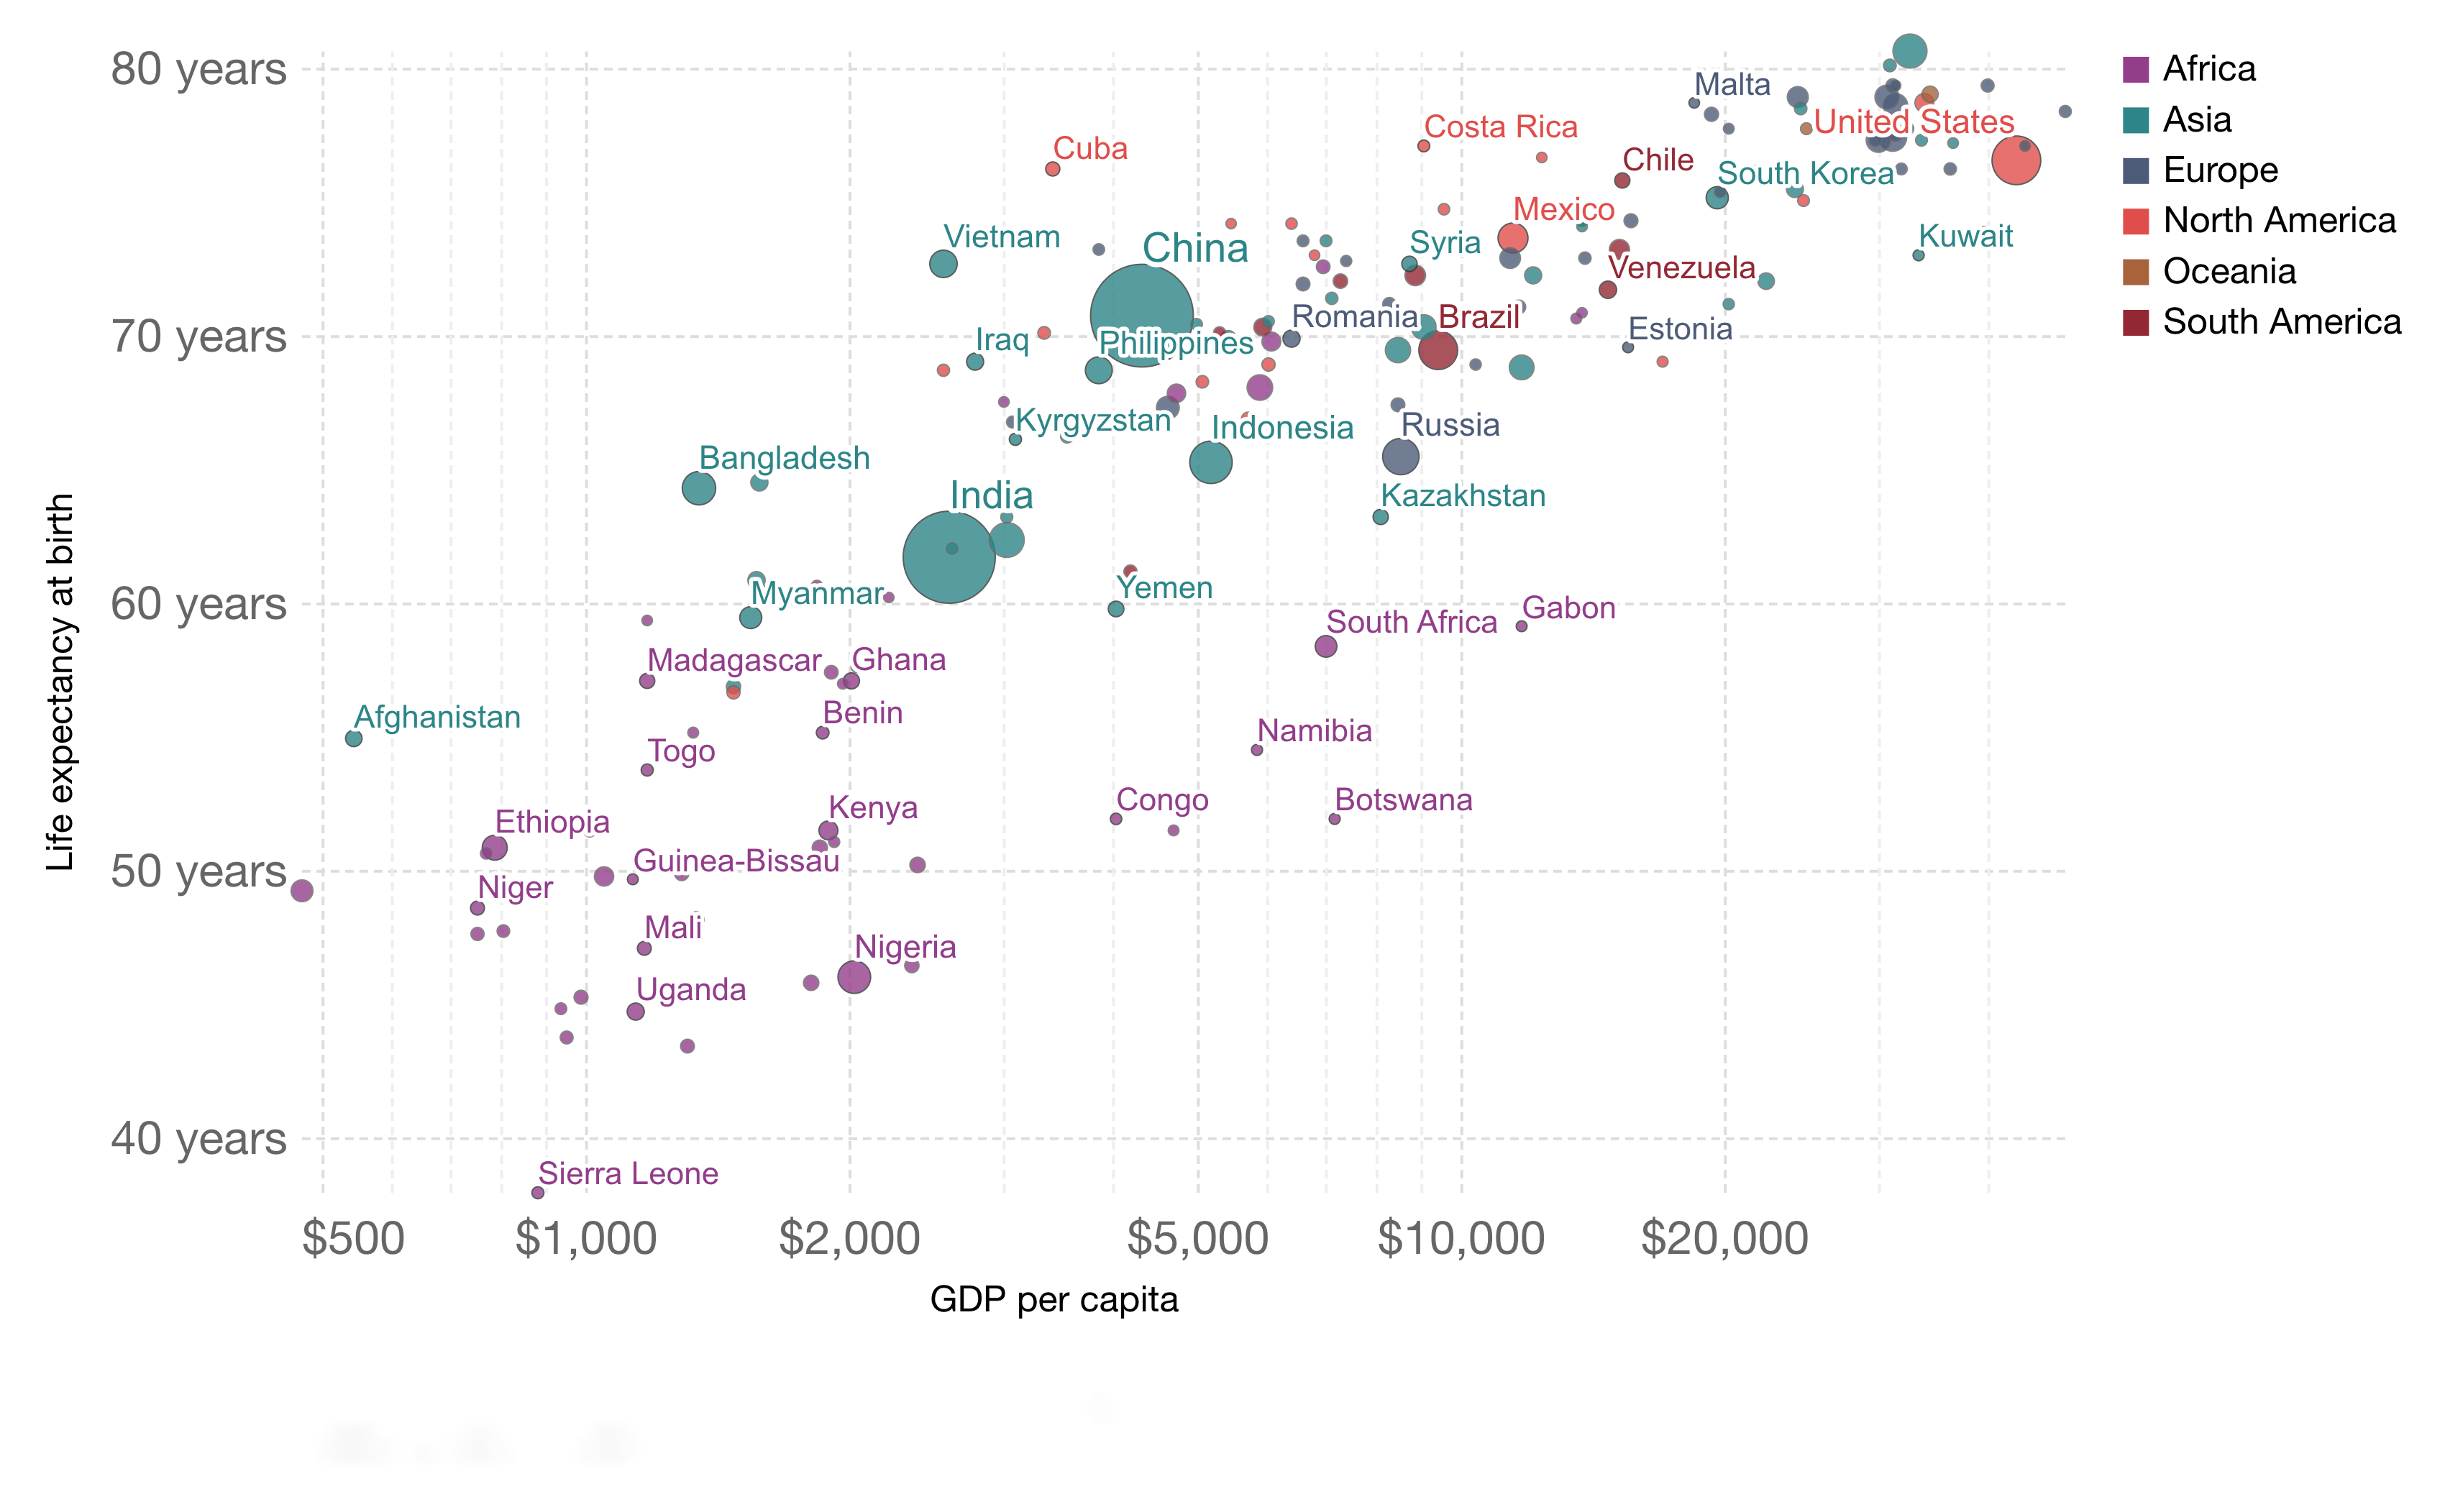 80 years
70 years
60 years
50 years
40 years
Life expectancy at birth
$500
$1,000
$2,000
$5,000
$10,000
$20,000
GDP per capita
Africa
Asia
Europe
North America
Oceania
South America
Malta
United States
Costa Rica
Cuba
Chile
South Korea
Mexico
Vietnam
China
Syria
Kuwait
Venezuela
Romania
Brazil
Estonia
Iraq
Philippines
Kyrgyzstan
Indonesia
Russia
Bangladesh
India
Kazakhstan
Myanmar
Yemen
South Africa
Gabon
Madagascar
Ghana
Afghanistan
Benin
Togo
Namibia
Ethiopia
Kenya
Congo
Botswana
Guinea-Bissau
Niger
Mali
Nigeria
Uganda
Sierra Leone